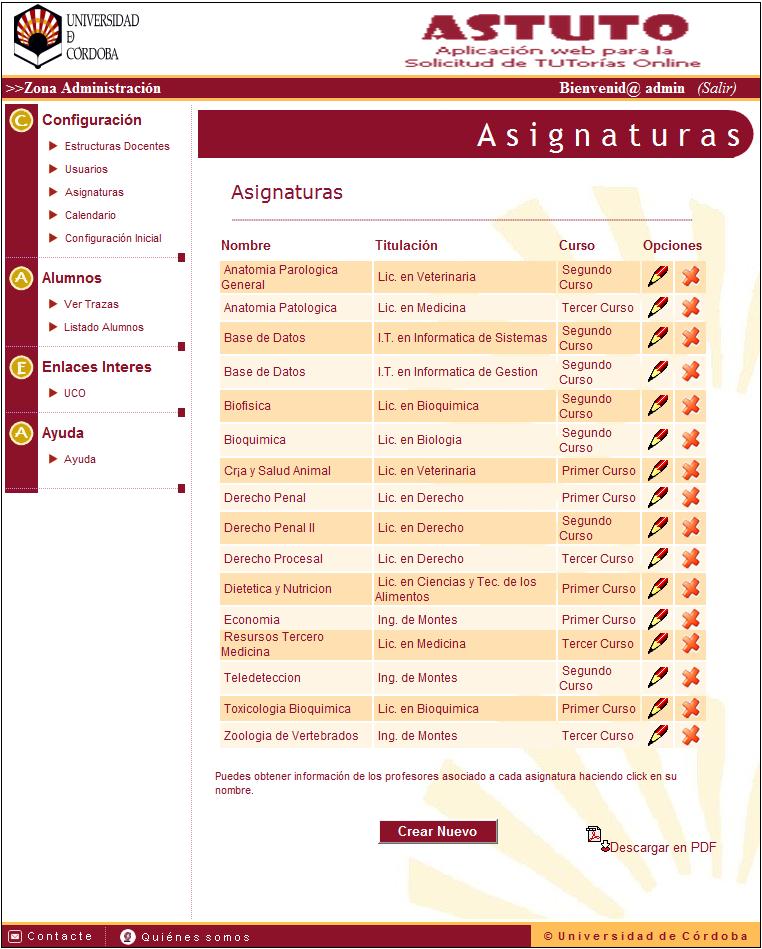 UNIVERSIDAD
Ð
CÓRDOBA
ASTUTO
Aplicación web para la
Solicitud de TUTorías Online
>>Zona Administración
Bienvenid@ admin (Salir)
C Configuración
Estructuras Docentes
Usuarios
Asignaturas
Calendario
Configuración Inicial
A Alumnos
Ver Trazas
Listado Alumnos
E Enlaces Interes
UCO
A Ayuda
Ayuda
Asignaturas
Asignaturas
Nombre Titulación Curso Opciones
Anatomia Parologica
General
Lic. en Veterinaria
Segundo
Curso
Anatomia Patologica Lic. en Medicina Tercer Curso
Base de Datos I.T. en Informatica de Sistemas
Segundo
Curso
Base de Datos I.T. en Informatica de Gestion
Segundo
Curso
Biofisica Lic. en Bioquimica
Segundo
Curso
Bioquimica Lic. en Biologia
Segundo
Curso
Cr¡a y Salud Animal Lic. en Veterinaria Primer Curso
Derecho Penal Lic. en Derecho Primer Curso
Derecho Penal II Lic. en Derecho
Segundo
Curso
Derecho Procesal Lic. en Derecho Tercer Curso
Dietetica y Nutricion
Lic. en Ciencias y Tec. de los
Alimentos
Primer Curso
Economia Ing. de Montes Primer Curso
Resursos Tercero
Medicina
Lic. en Medicina Tercer Curso
Teledeteccion Ing. de Montes
Segundo
Curso
Toxicologia Bioquimica Lic. en Bioquimica Primer Curso
Zoologia de Vertebrados Ing. de Montes Tercer Curso
Puedes obtener información de los profesores asociado a cada asignatura haciendo click en su
nombre.
Crear Nuevo
Descargar en PDF
Contacte Quiénes somos © Universidad de Córdoba